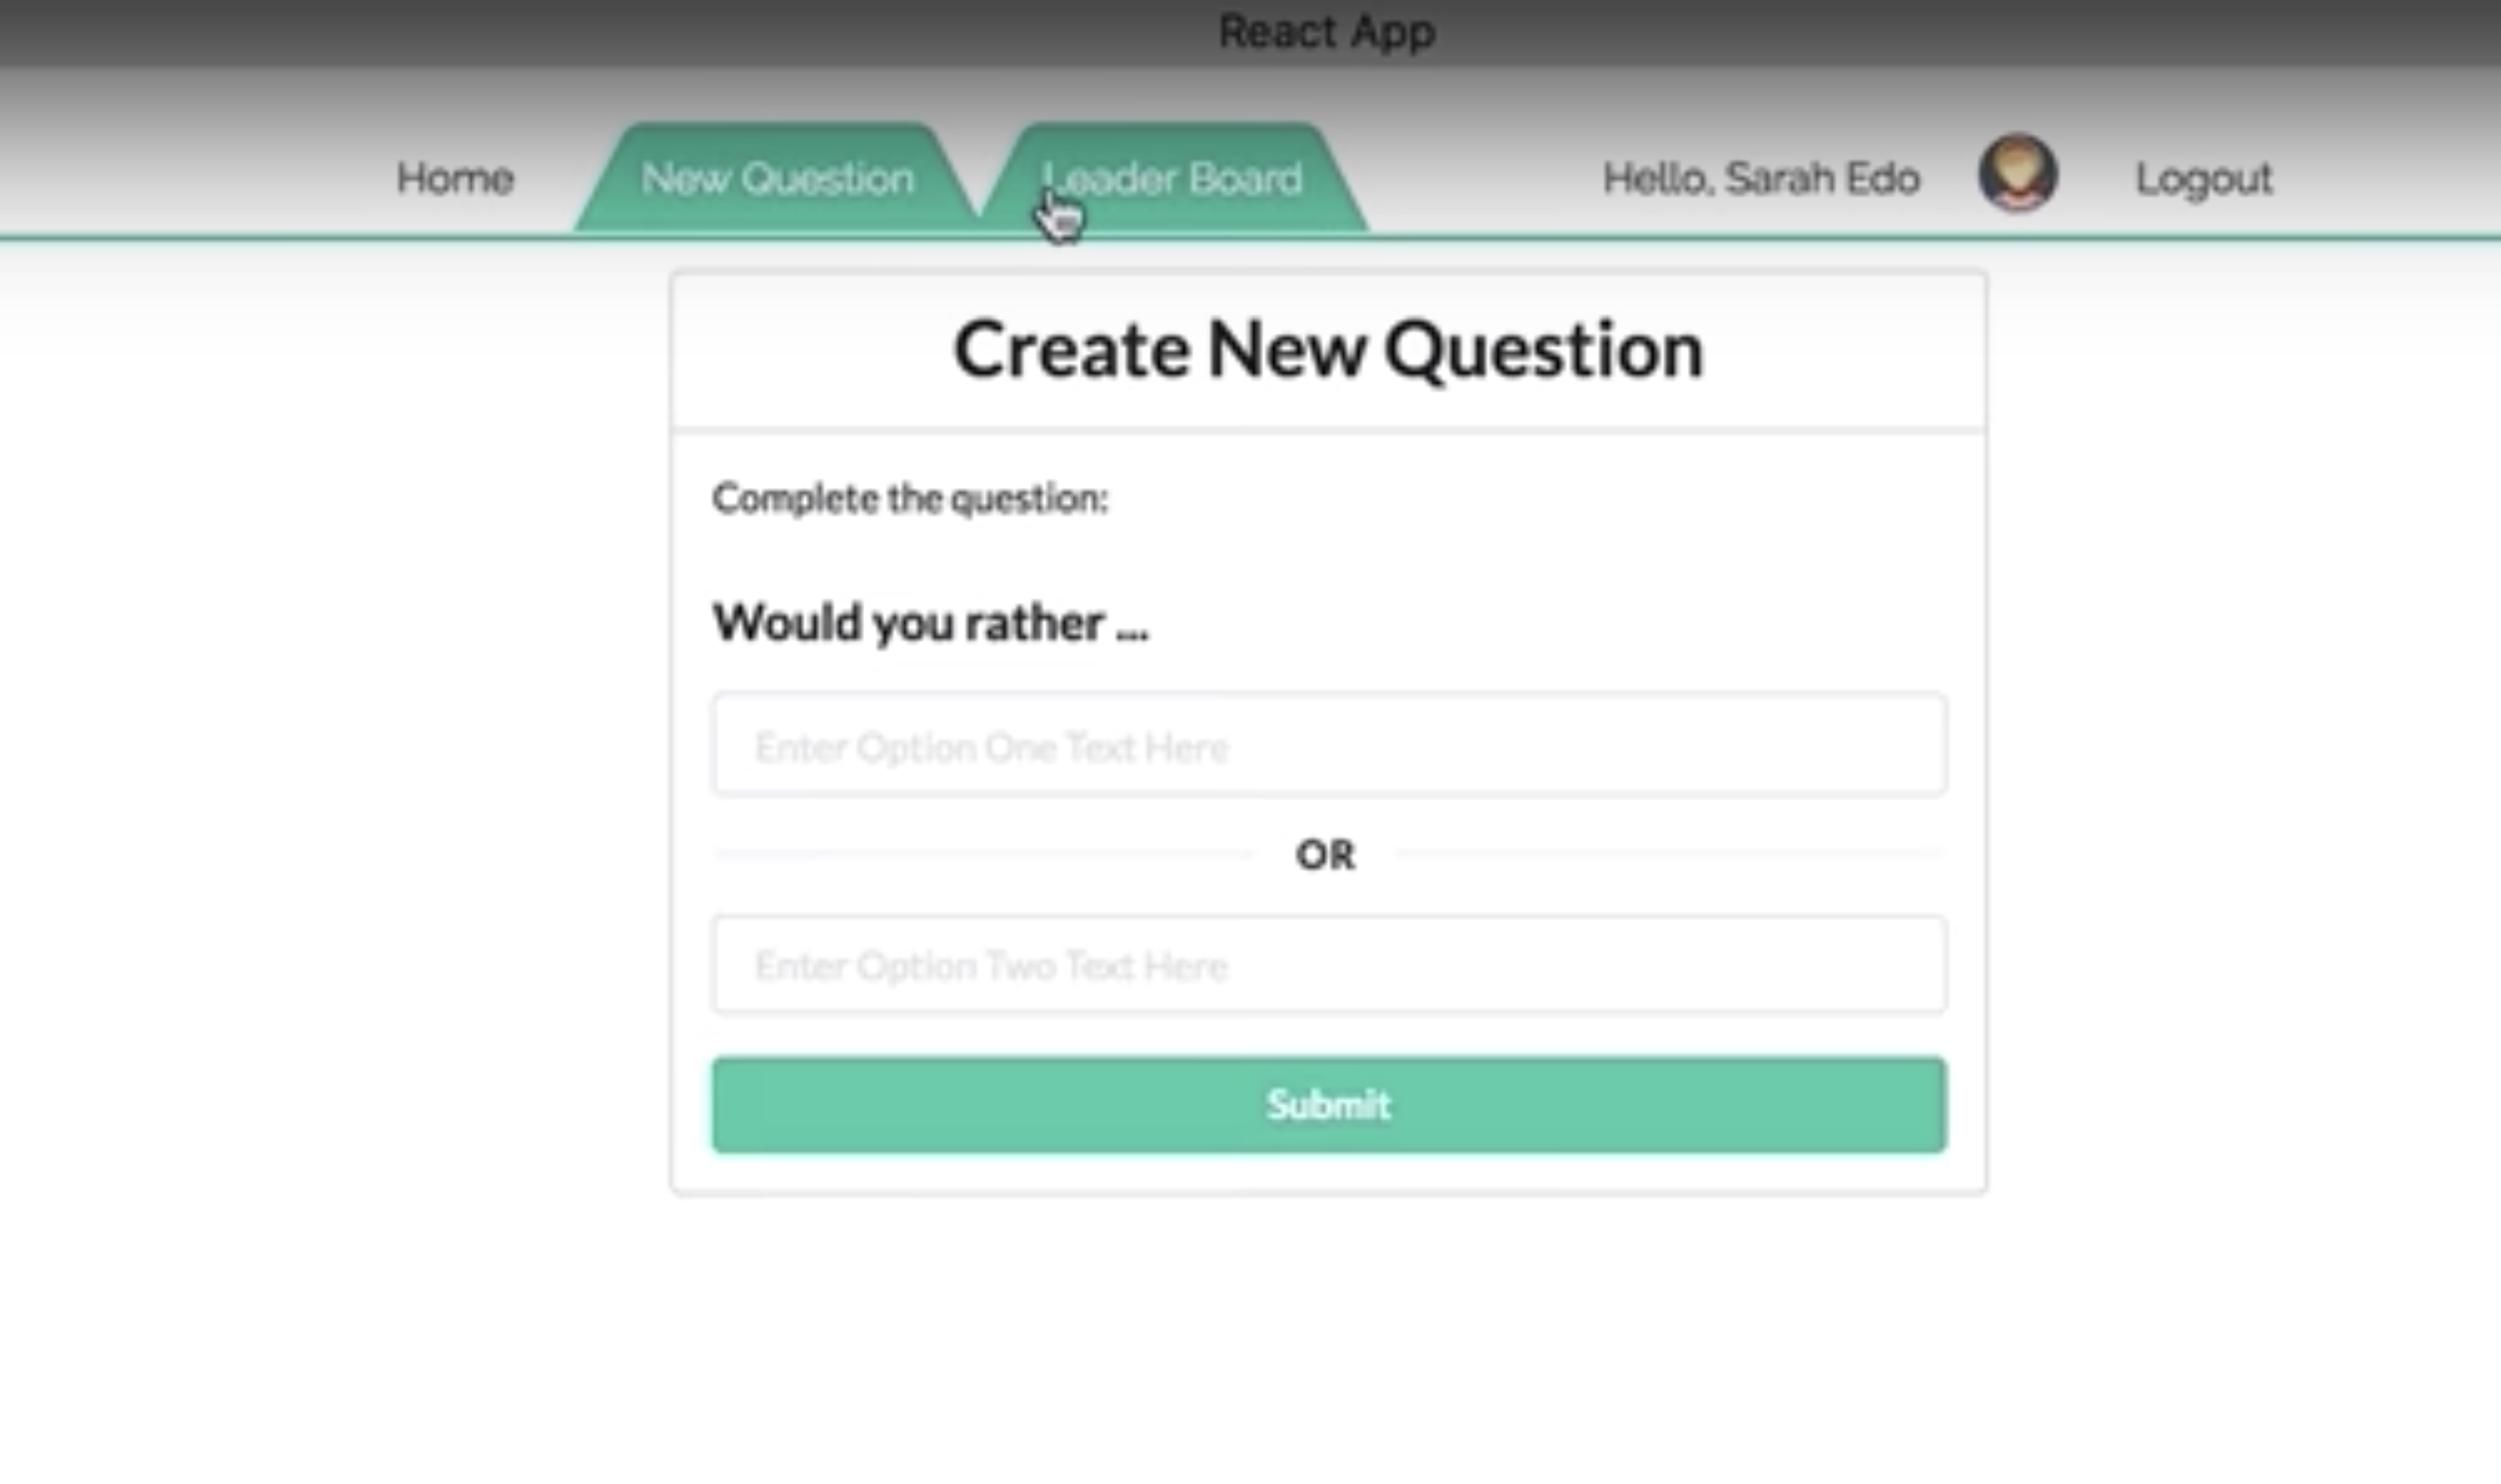 React App
Home New Question Leader Board Hello, Sarah Edo Logout
Create New Question
Complete the question:
Would you rather ...
Enter Option One Text Here
OR
Enter Option Two Text Here
Submit